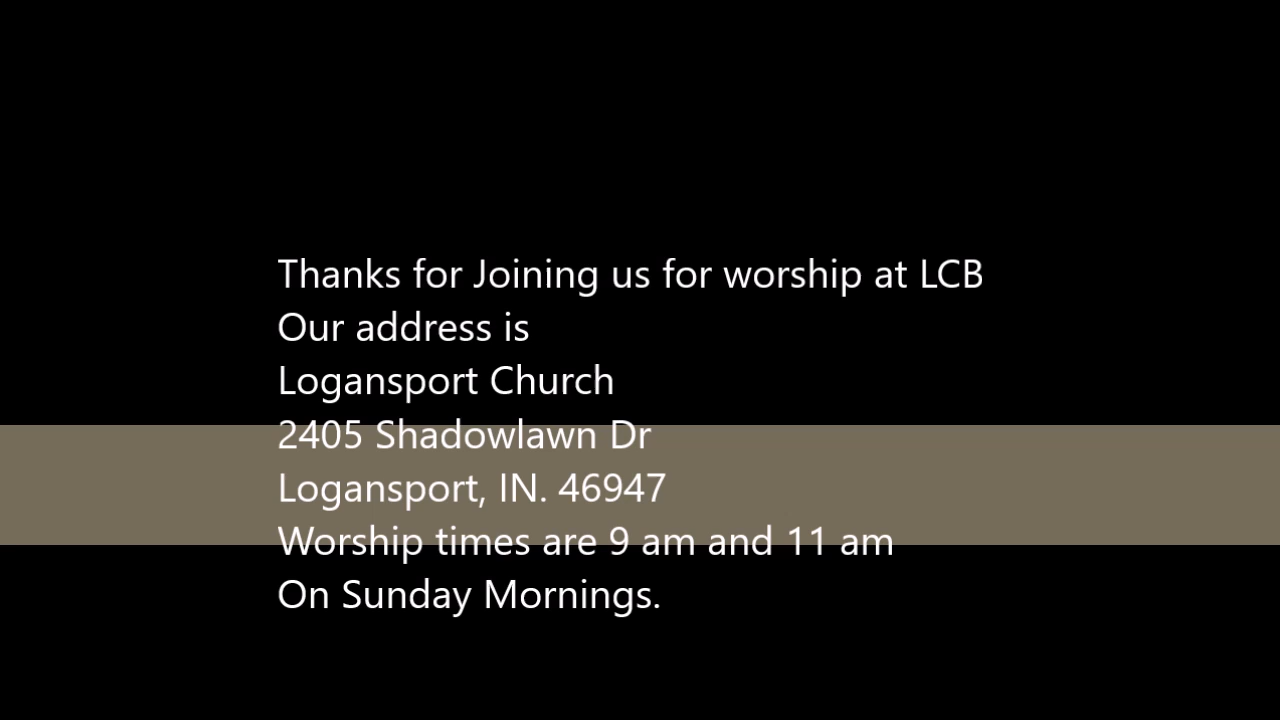 Thanks for Joining us for worship at LCB
Our address is
Logansport Church
2405 Shadowlawn Dr
Logansport, IN. 46947
Worship times are 9 am and 11 am
On Sunday Mornings.